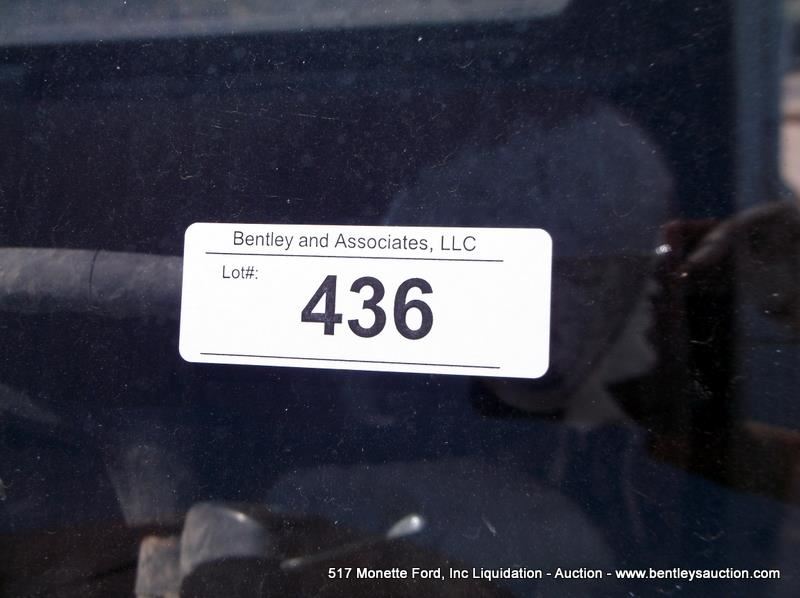 Bentley and Associates, LLC
Lot#:
436
517 Monette Ford, Inc Liquidation - Auction - www.bentleysauction.com